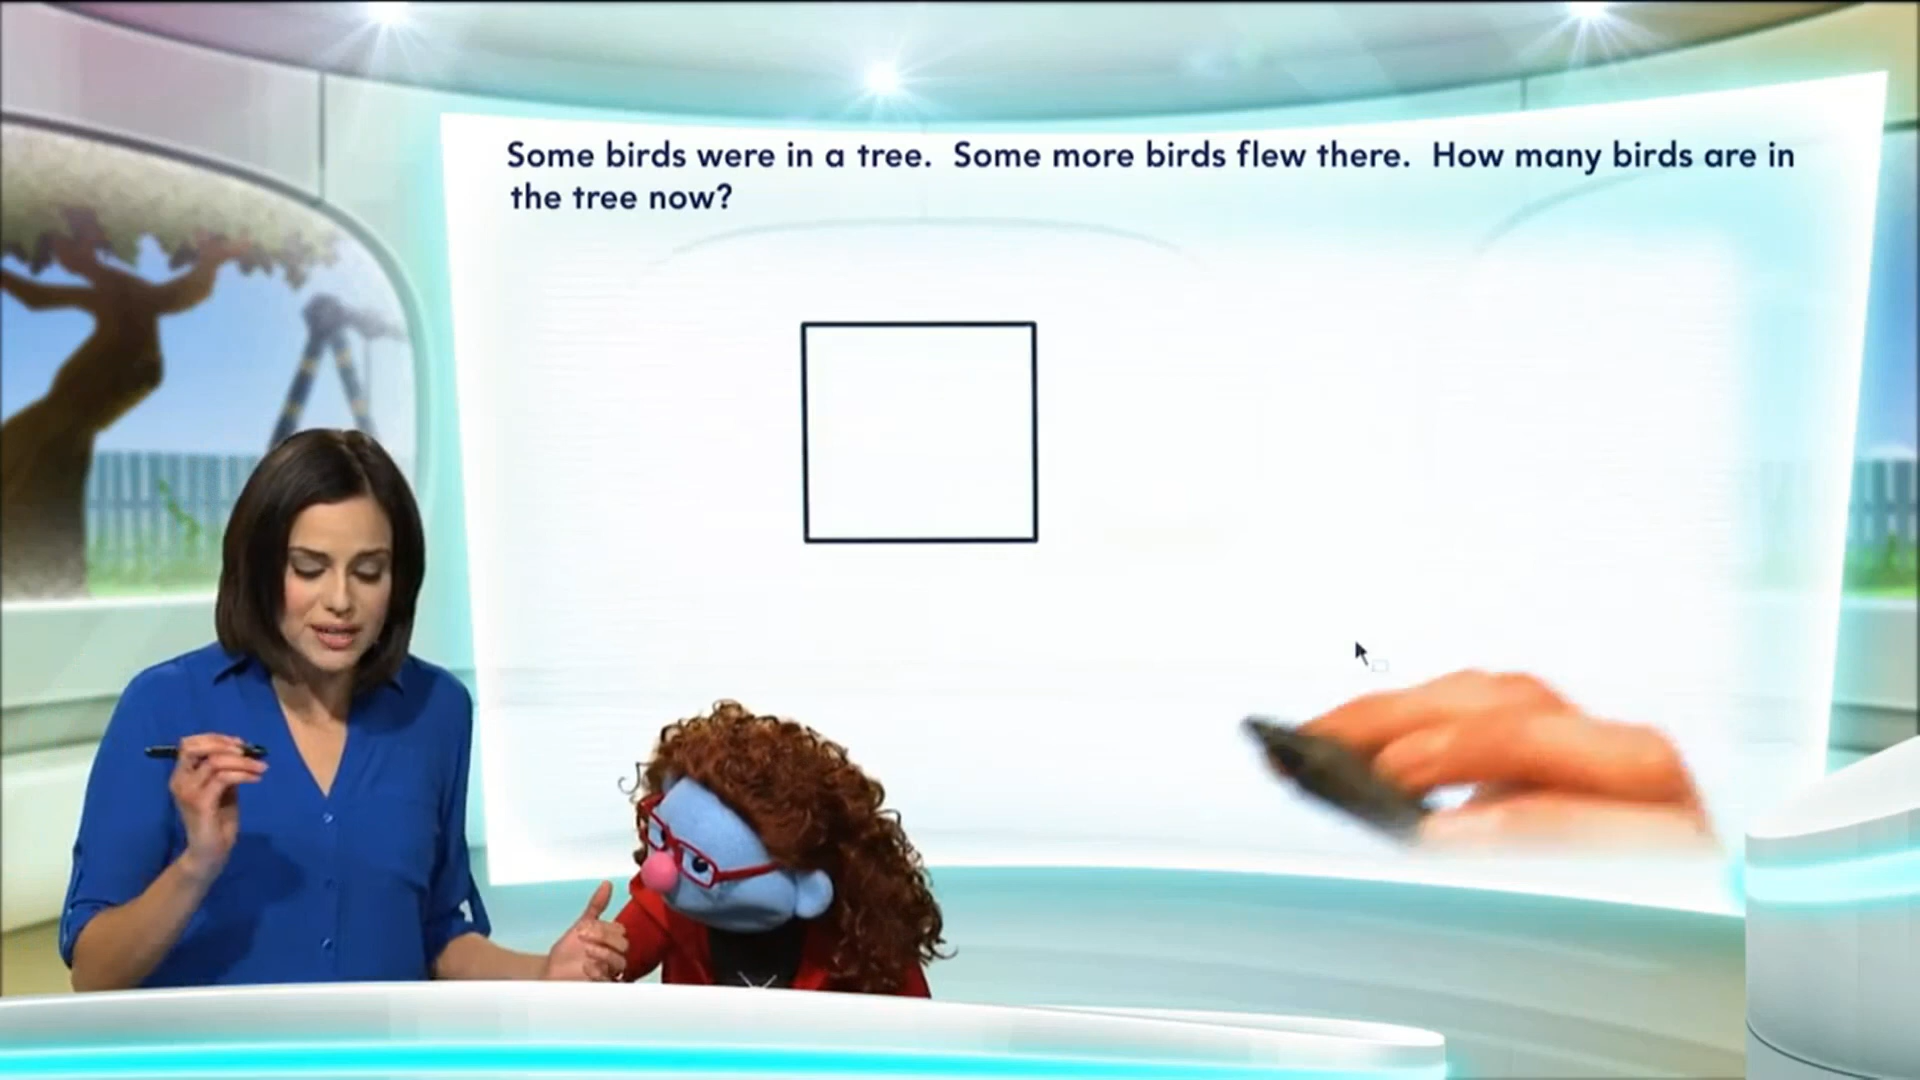 Some birds were in a tree.  Some more birds flew there.  How many birds are in
the tree now?